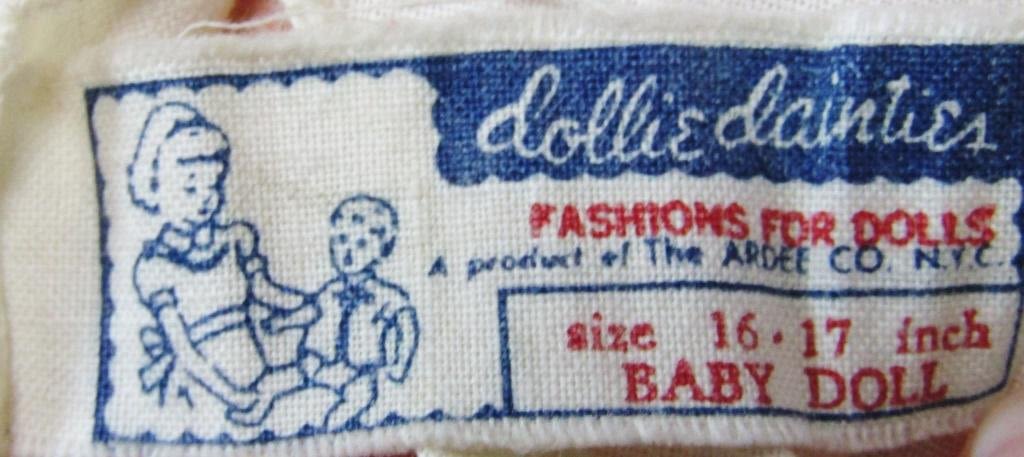 dollie dainties
FASHIONS FOR DOLLS
A product of The ARDEE CO. N.Y.C.
size 16·17 inch
BABY DOLL